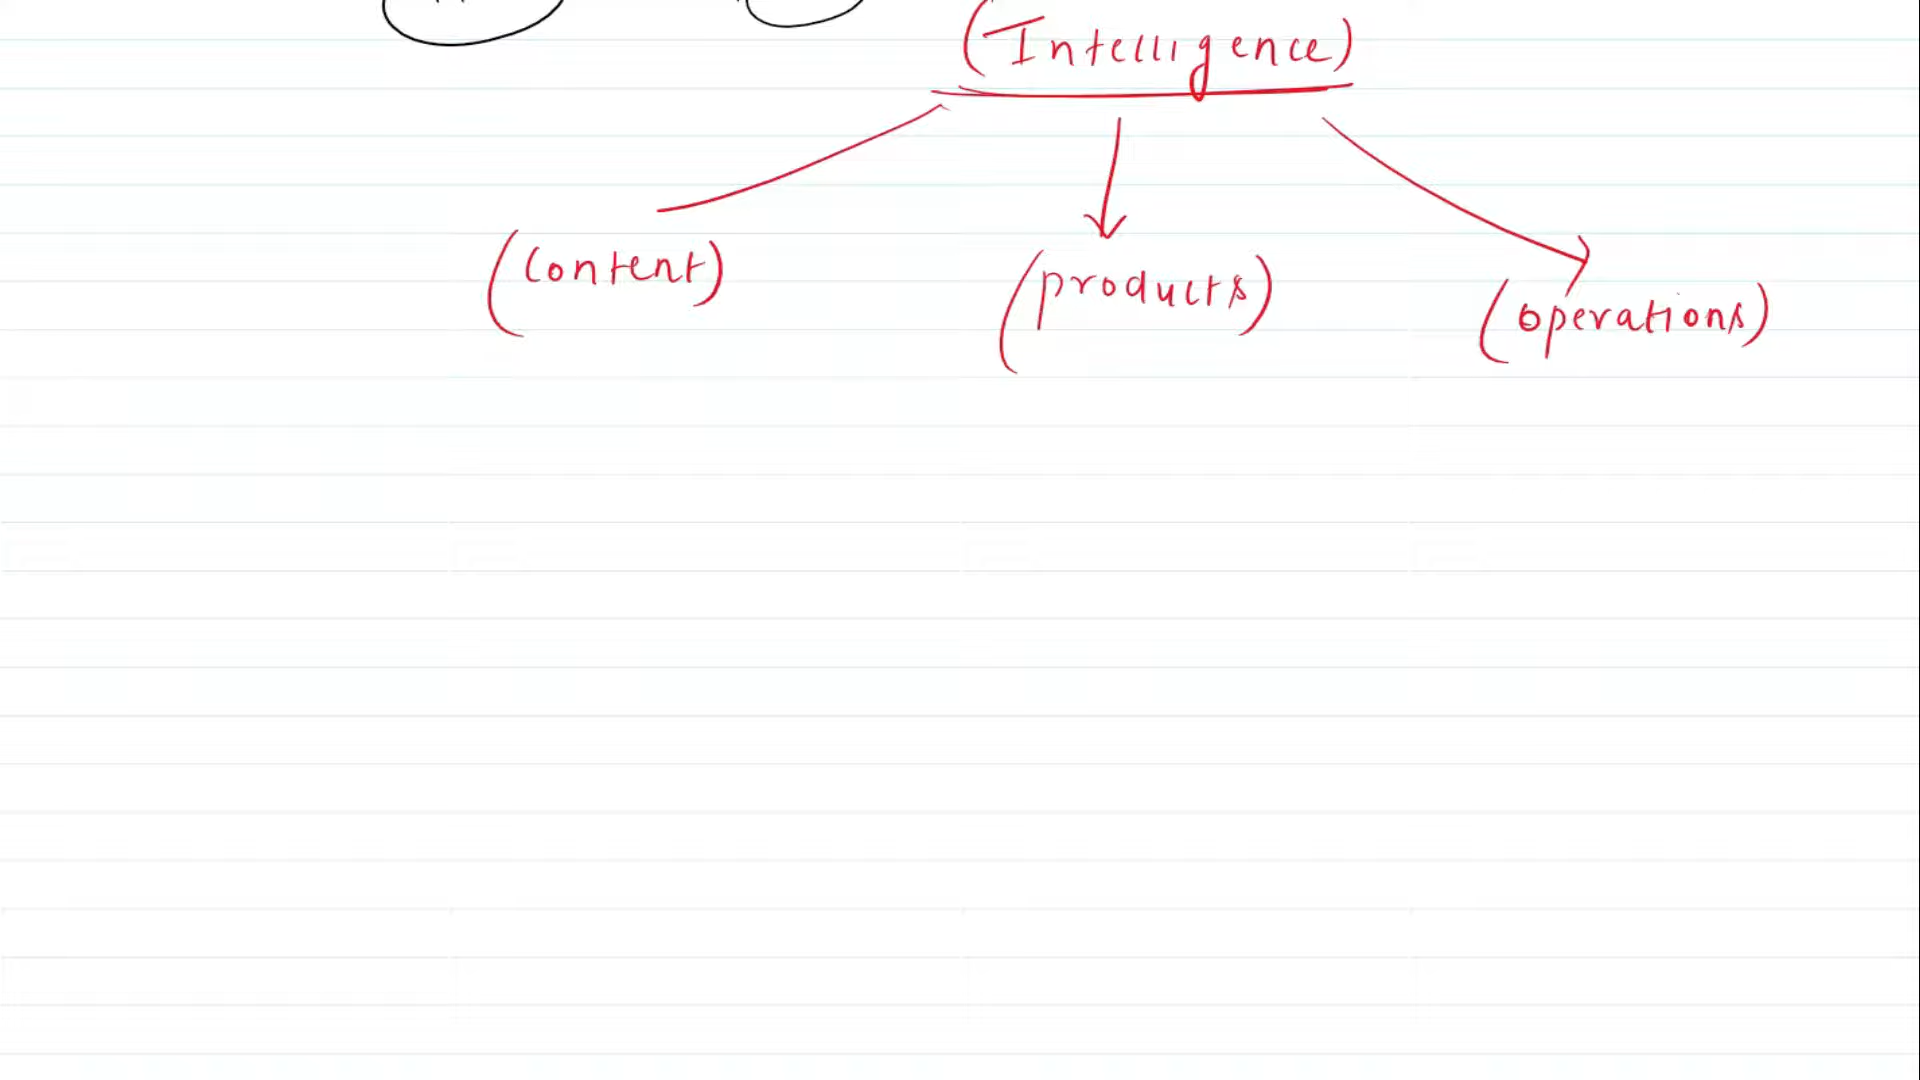 (Intelligence)
(content)
(products)
(operations)